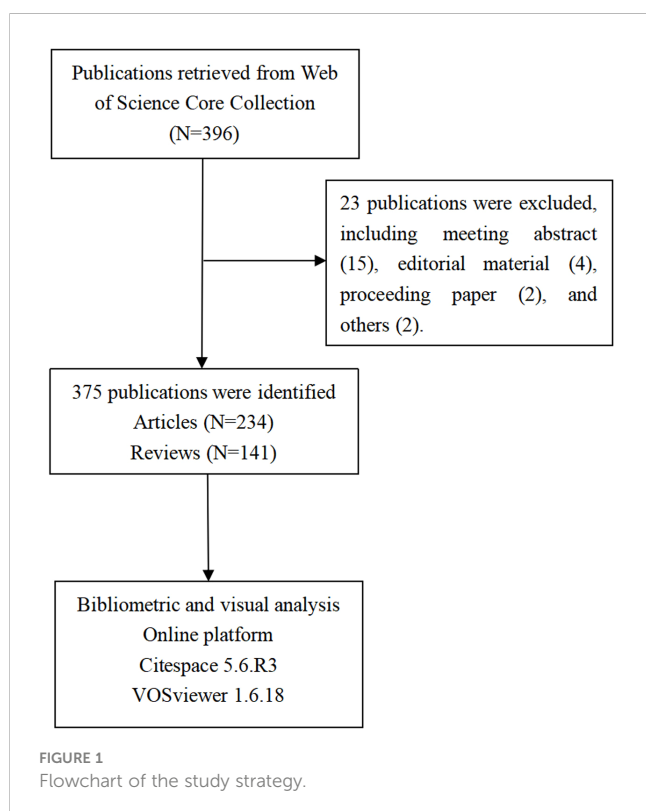 Publications retrieved from Web
of Science Core Collection
(N=396)
23 publications were excluded,
including meeting abstract
(15), editorial material (4),
proceeding paper (2), and
others (2).
375 publications were identified
Articles (N=234)
Reviews (N=141)
Bibliometric and visual analysis
Online platform
Citespace 5.6.R3
VOSviewer 1.6.18
FIGURE 1
Flowchart of the study strategy.